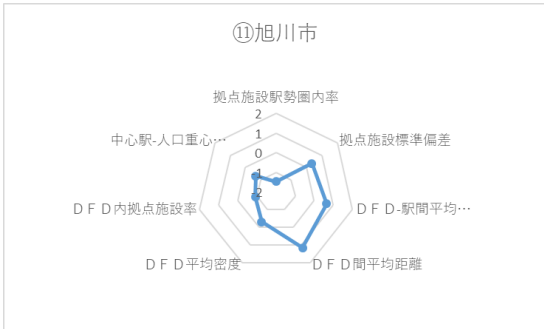 ⑪旭川市
拠点施設駅勢圏内率
2
中心駅-人口重心…
1
拠点施設標準偏差
0
-1
-2
ＤＦＤ内拠点施設率
ＤＦＤ-駅間平均…
ＤＦＤ平均密度
ＤＦＤ間平均距離